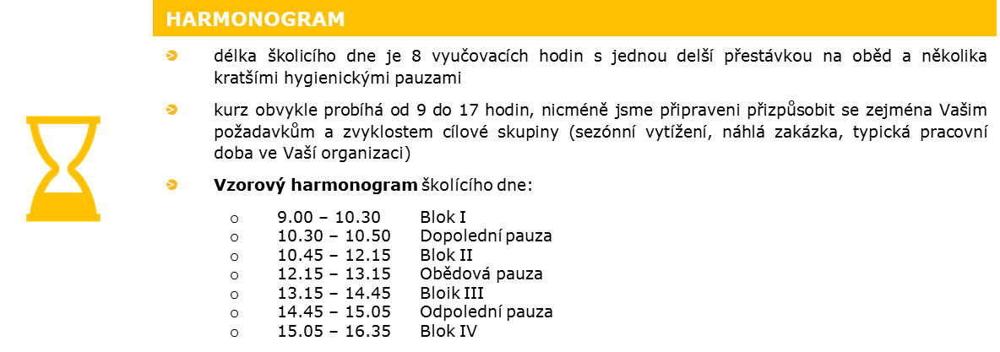 HARMONOGRAM
délka školicího dne je 8 vyučovacích hodin s jednou delší přestávkou na oběd a několika
kratšími hygienickými pauzami
kurz obvykle probíhá od 9 do 17 hodin, nicméně jsme připraveni přizpůsobit se zejména Vašim
požadavkům a zvyklostem cílové skupiny (sezónní vytížení, náhlá zakázka, typická pracovní
doba ve Vaší organizaci)
Vzorový harmonogram školícího dne:
o 9.00 – 10.30 Blok I
o 10.30 – 10.50 Dopolední pauza
o 10.45 – 12.15 Blok II
o 12.15 – 13.15 Obědová pauza
o 13.15 – 14.45 Bloik III
o 14.45 – 15.05 Odpolední pauza
o 15.05 – 16.35 Blok IV